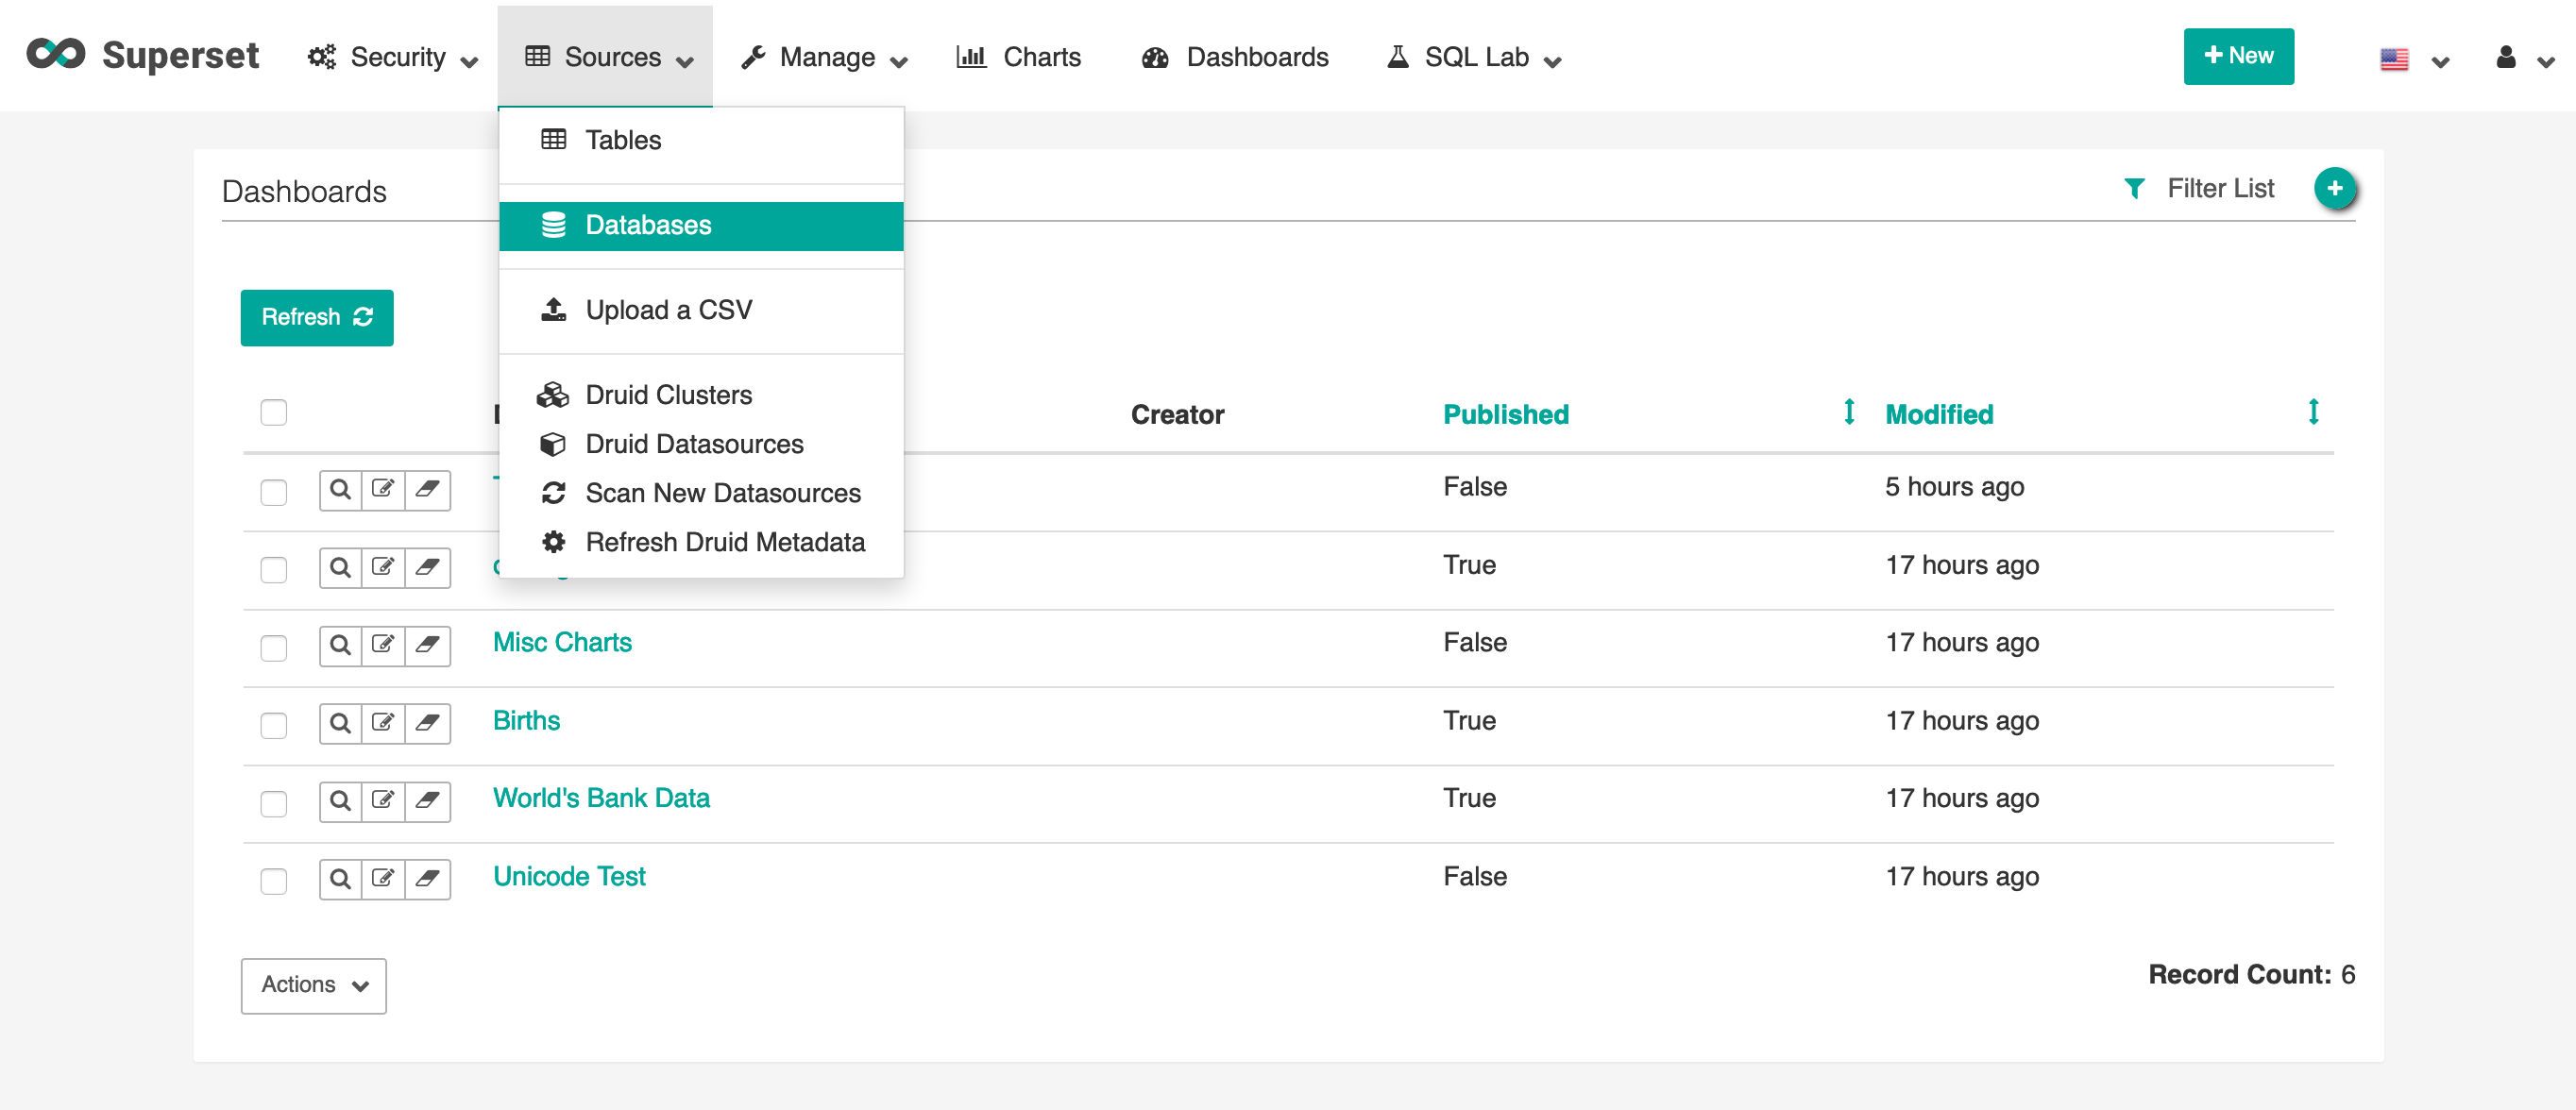 Superset Security Sources Manage Charts Dashboards SQL Lab + New
Tables
Databases
Upload a CSV
Druid Clusters
Druid Datasources
Scan New Datasources
Refresh Druid Metadata
Dashboards Filter List +
Refresh
Creator Published Modified
False 5 hours ago
True 17 hours ago
Misc Charts False 17 hours ago
Births True 17 hours ago
World's Bank Data True 17 hours ago
Unicode Test False 17 hours ago
Actions
Record Count: 6